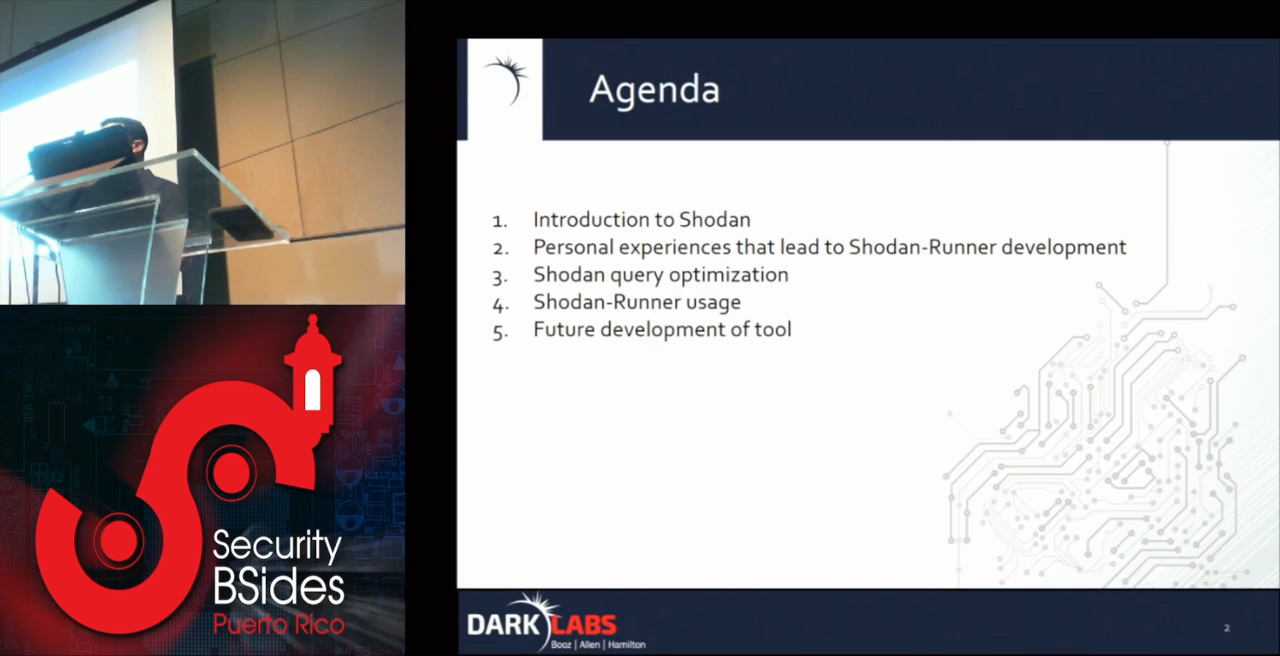 Agenda
1. Introduction to Shodan
2. Personal experiences that lead to Shodan-Runner development
3. Shodan query optimization
4. Shodan-Runner usage
5. Future development of tool
DARK LABS
Booz | Allen | Hamilton
2
Security
BSides
Puerto Rico